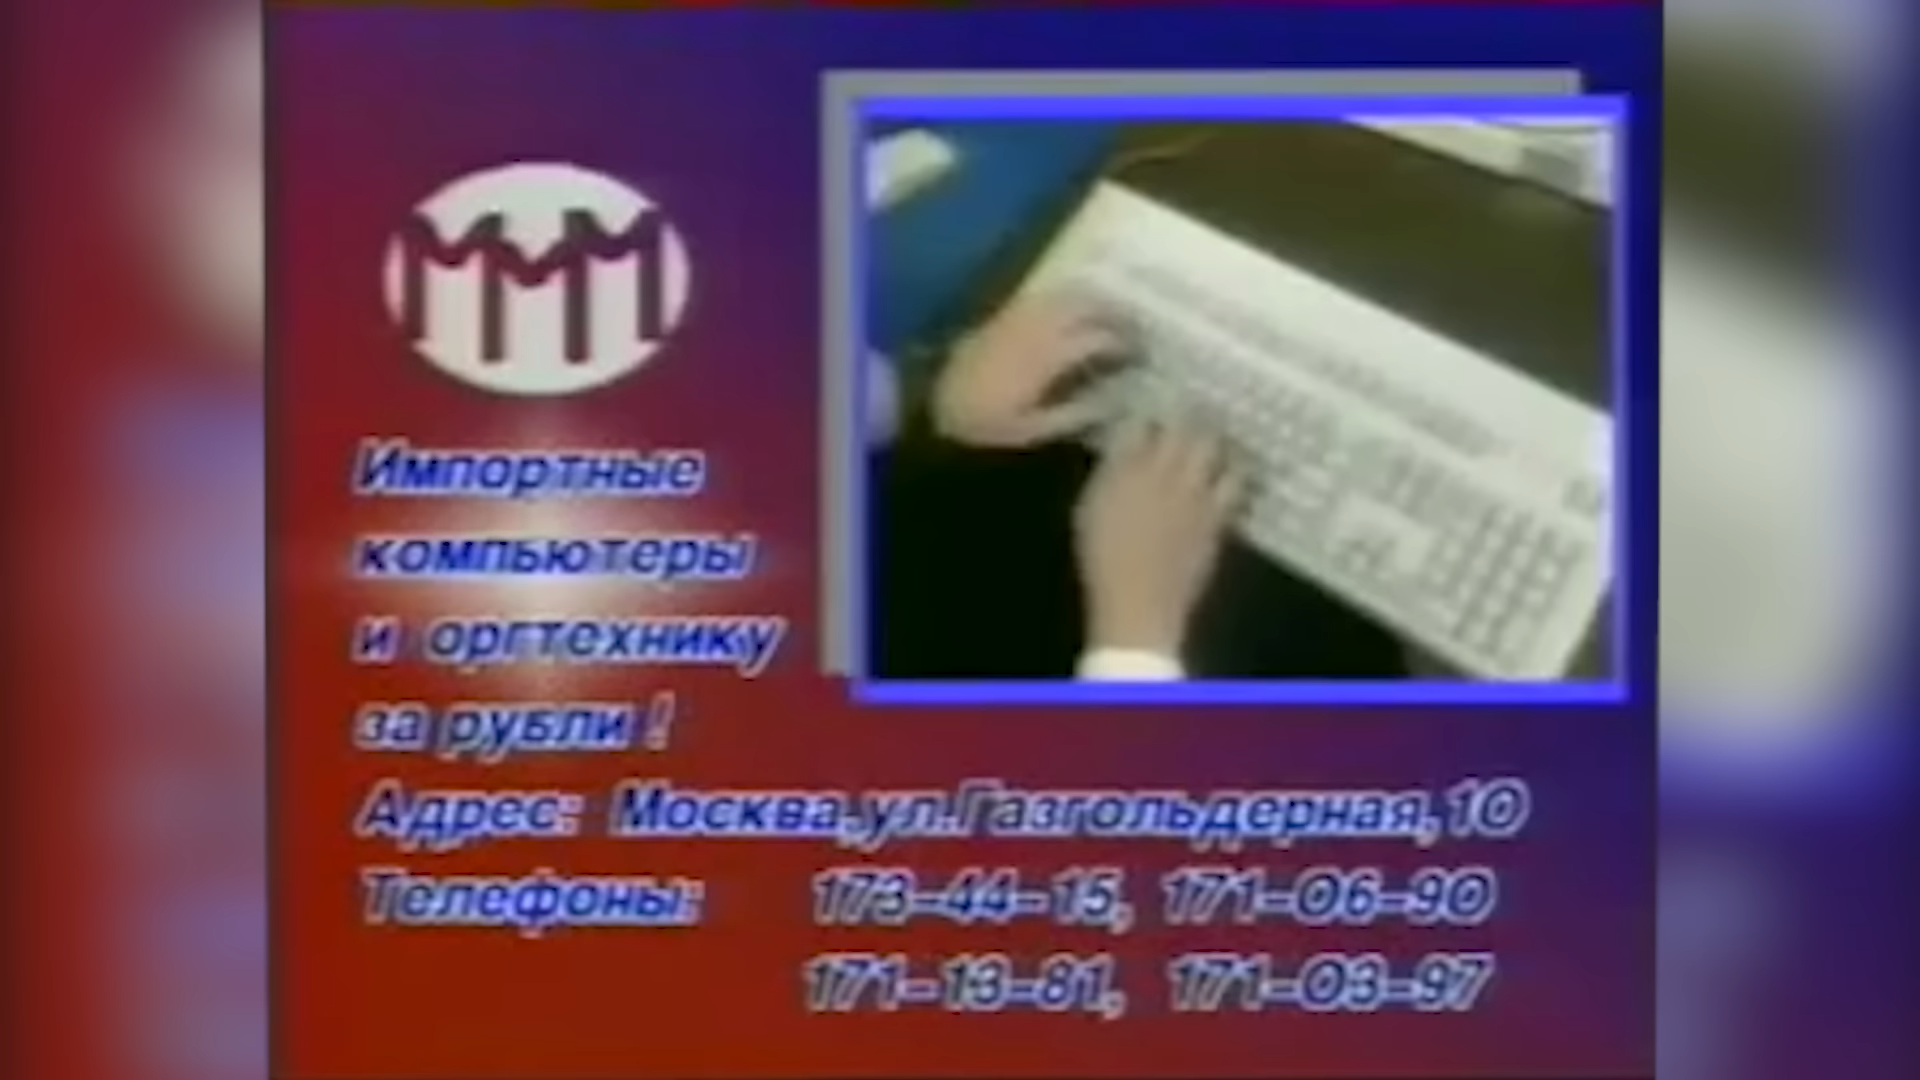 МММ
Импортные
компьютеры
и оргтехнику
за рубли !
Адрес: Москва,ул.Газгольдерная,10
Телефоны: 173-44-15, 171-06-90
171-13-81, 171-03-97